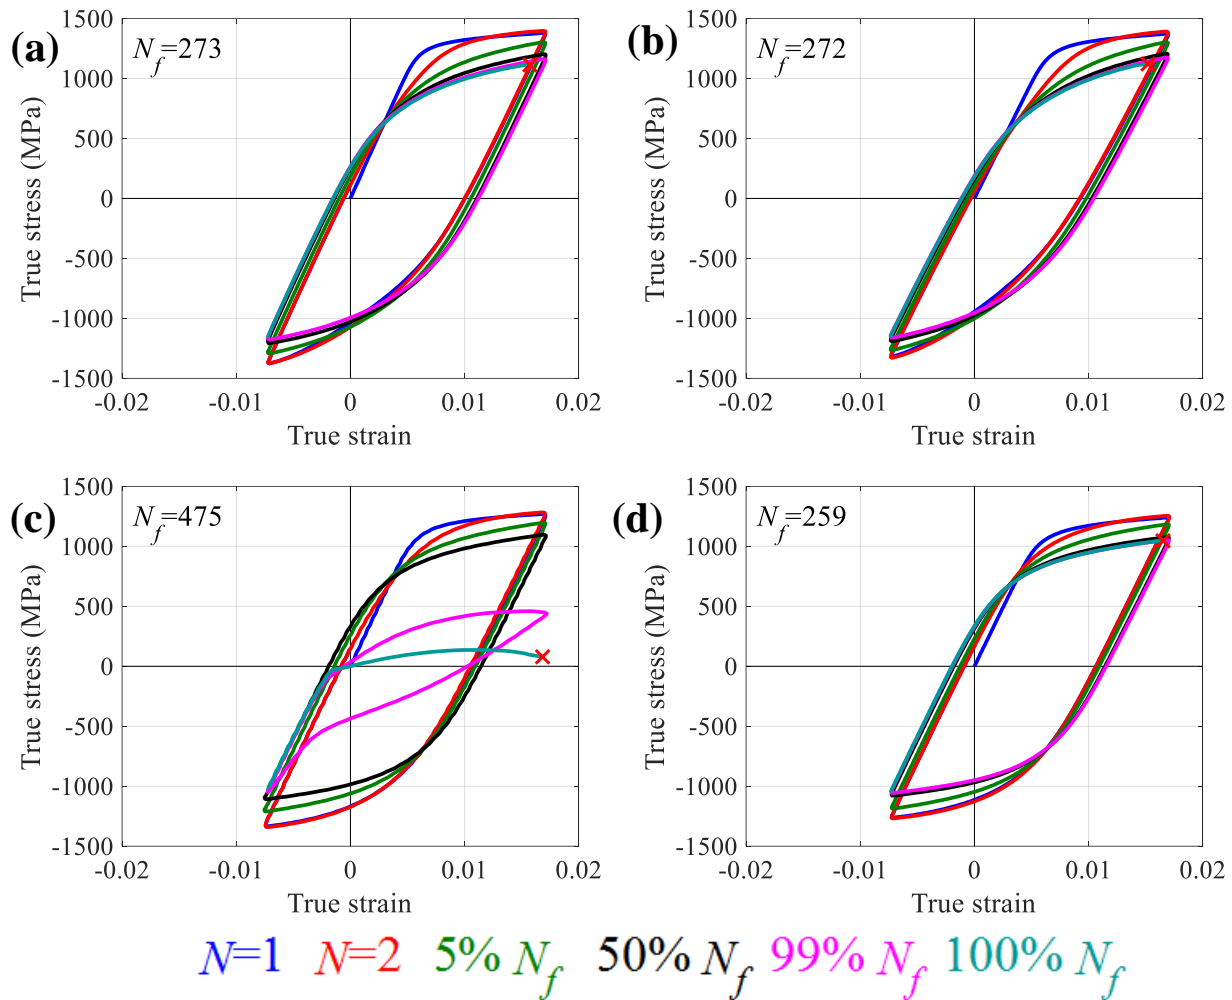 (a)
N_f=273
1500
1000
500
0
-500
-1000
-1500
True stress (MPa)
-0.02 -0.01 0 0.01 0.02
True strain
(b)
N_f=272
1500
1000
500
0
-500
-1000
-1500
True stress (MPa)
-0.02 -0.01 0 0.01 0.02
True strain
(c)
N_f=475
1500
1000
500
0
-500
-1000
-1500
True stress (MPa)
-0.02 -0.01 0 0.01 0.02
True strain
(d)
N_f=259
1500
1000
500
0
-500
-1000
-1500
True stress (MPa)
-0.02 -0.01 0 0.01 0.02
True strain
N=1 N=2 5% N_f 50% N_f 99% N_f 100% N_f